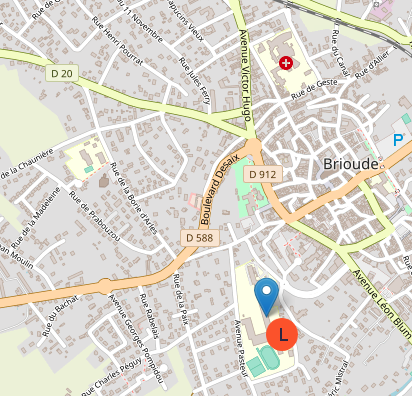 Rue du 11 Novembre
Capucins Vieux
Rue Henri Pourrat
Avenue Victor Hugo
Rue du Canal
Rue d'Allier
D 20
Rue Jules Ferry
Rue de Geste
P
de la Chaunière
Boulevard Desaix
Brioude
D 912
Rue de la Borie d'Arles
Rue de la Madeleine
Rue de Prabouzou
D 588
Jean Moulin
Rue du Bachat
Avenue Georges Pompidou
Rue Rabelais
Rue de la Paix
Avenue Pasteur
L
Avenue Léon Blum
Rue Charles Péguy
éric Mistral